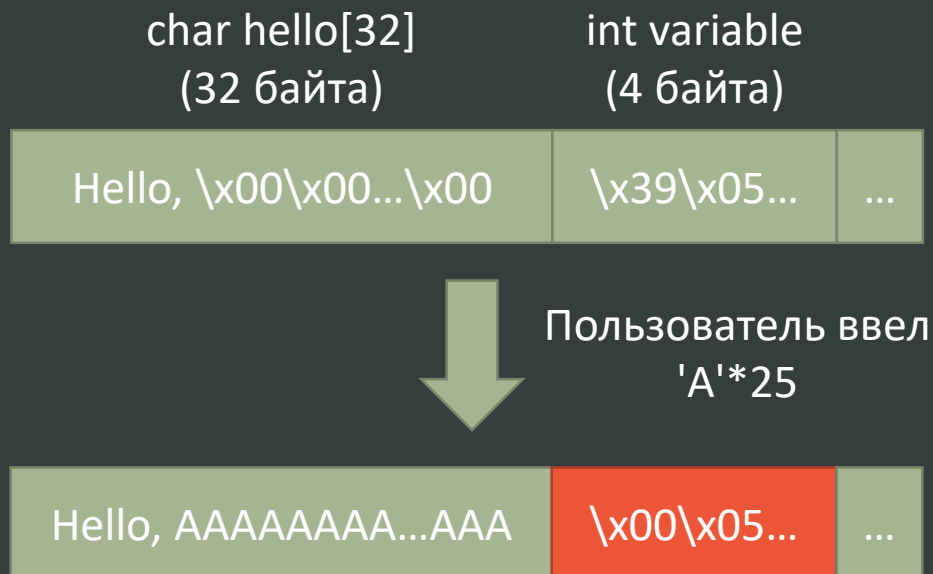 char hello[32]
(32 байта)
int variable
(4 байта)
Hello, \x00\x00…\x00
\x39\x05…
…
Пользователь ввел
'A'*25
Hello, AAAAAAAA…AAA
\x00\x05…
…